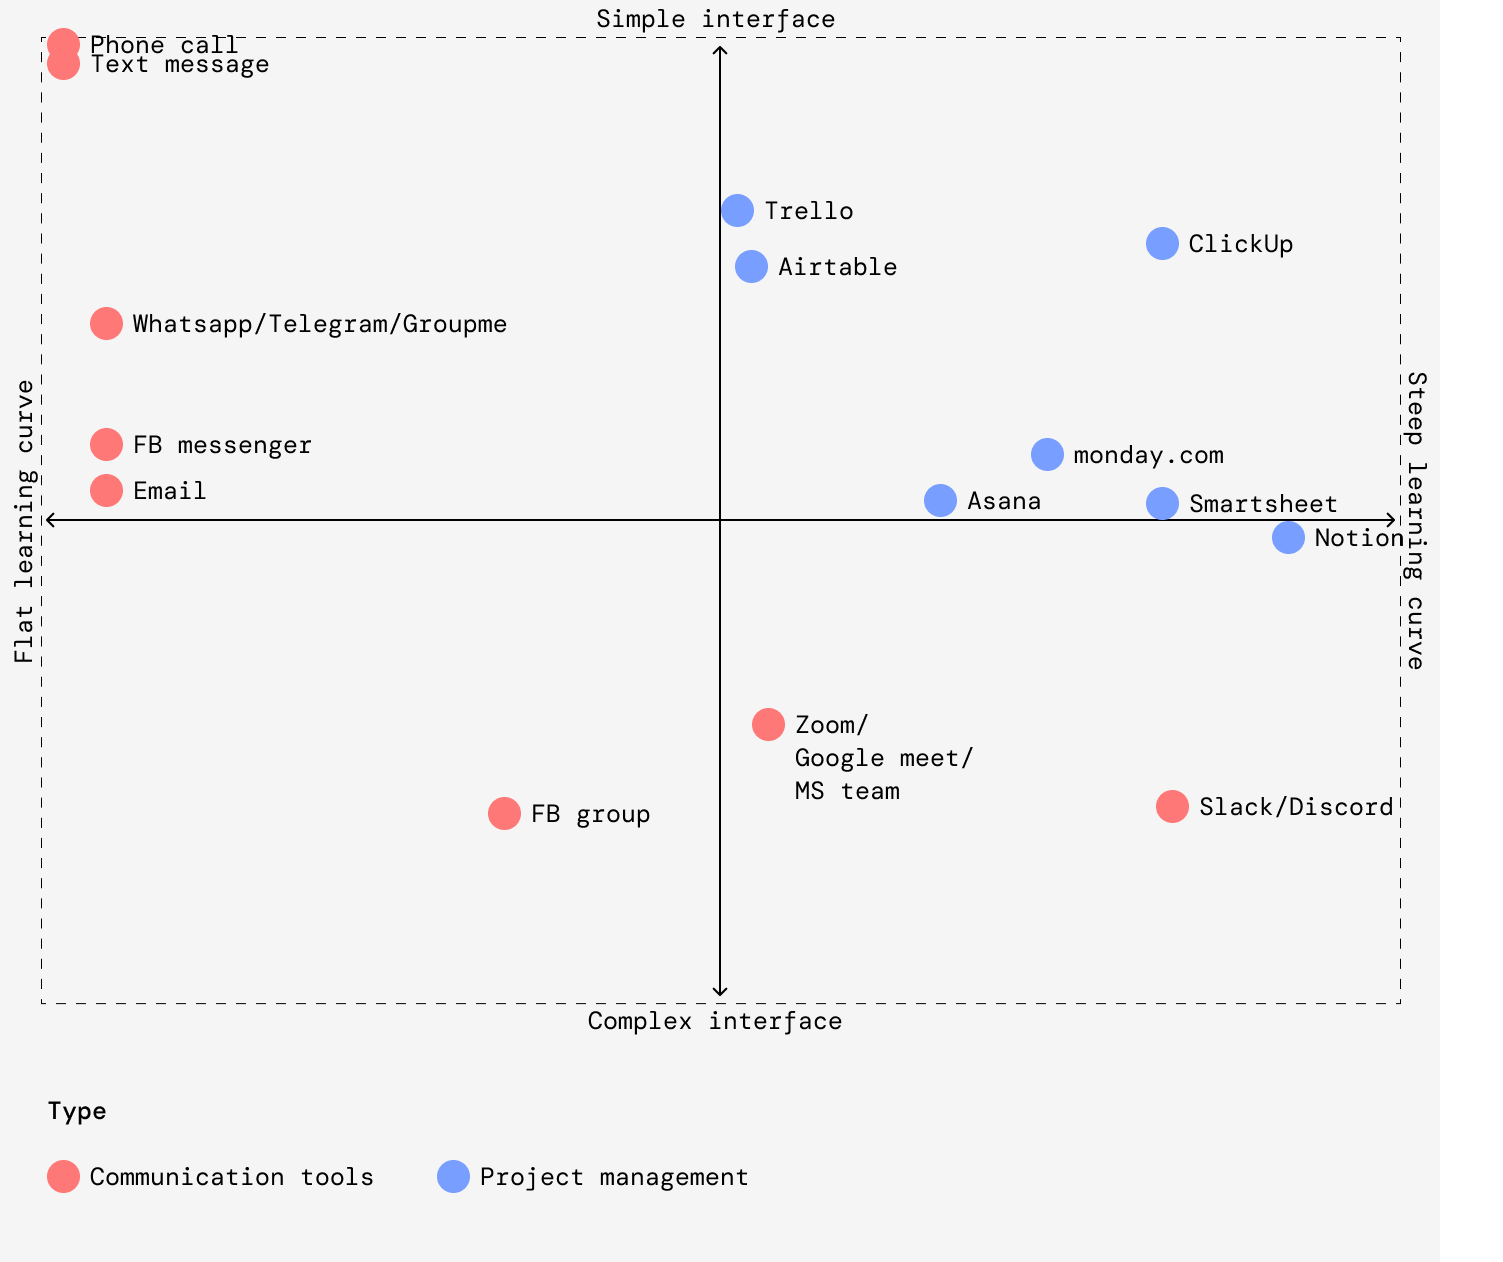 Simple interface
Phone call
Text message
Trello
ClickUp
Airtable
Whatsapp/Telegram/Groupme
Flat learning curve
Steep learning curve
FB messenger
monday.com
Email
Asana
Smartsheet
Notion
Zoom/
Google meet/
MS team
FB group
Slack/Discord
Complex interface
Type
Communication tools
Project management